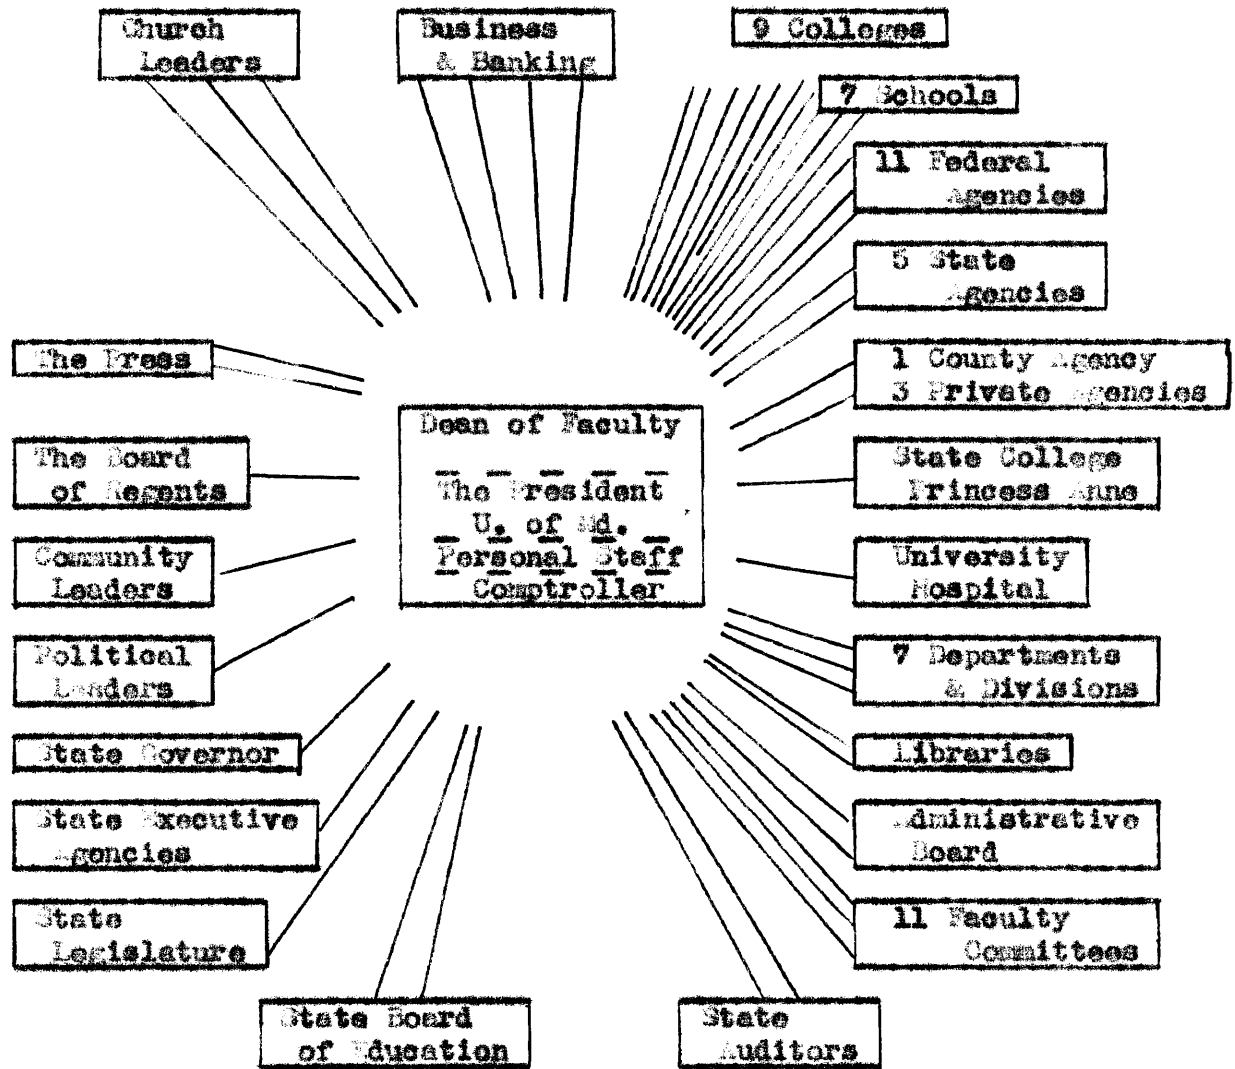 Church
Leaders
Business
& Banking
9 Colleges
7 Schools
11 Federal
Agencies
5 State
Agencies
1 County Agency
3 Private Agencies
State College
Princess Anne
University
Hospital
7 Departments
& Divisions
Libraries
Administrative
Board
11 Faculty
Committees
State
Auditors
State Board
of Education
State
Legislature
State Executive
Agencies
State Governor
Political
Leaders
Community
Leaders
The Board
of Regents
The Press
Dean of Faculty
The President
U. of Md.
Personal Staff
Comptroller